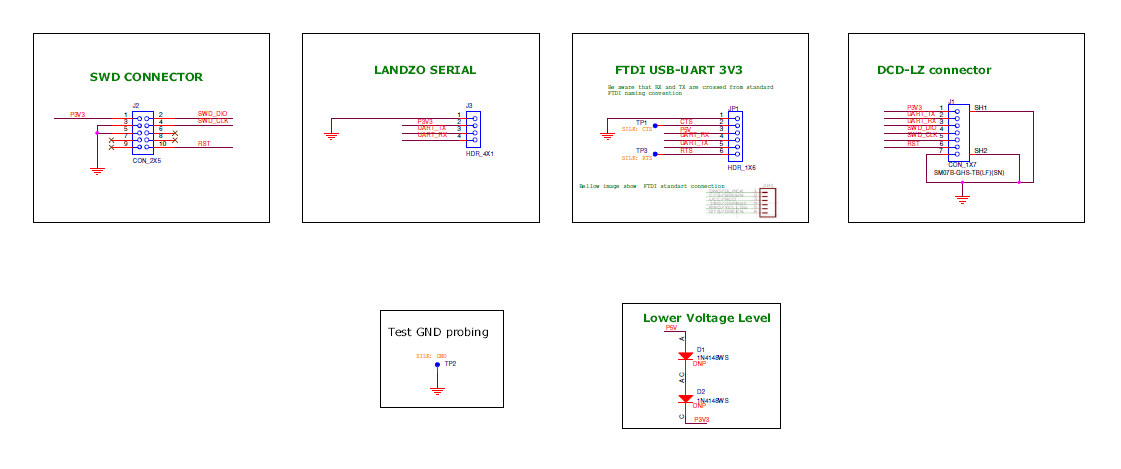 SWD CONNECTOR
J2
P3V3
1
2
SWD_DIO
3
4
SWD_CLK
5
6
7
8
9
10
RST
CON_2X5
LANDZO SERIAL
J3
1
P3V3
2
UART_TX
3
UART_RX
4
HDR_4X1
FTDI USB-UART 3V3
Be aware that RX and TX are crossed from standard
FTDI naming convention
JP1
1
TP1
CTS
2
SILK: CTS
P5V
3
UART_RX
4
UART_TX
5
TP3
RTS
6
SILK: RTS
HDR_1X6
Bellow image show FTDI standart connection
DCD-LZ connector
J1
P3V3
1
SH1
UART_TX
2
UART_RX
3
SWD_DIO
4
SWD_CLK
5
RST
6
7
SH2
CON_1X7
SM07B-GHS-TB(LF)(SN)
Test GND probing
SILK: GND
TP2
Lower Voltage Level
P5V
A
D1
1N4148WS
DNP
A C
D2
1N4148WS
DNP
C
P3V3